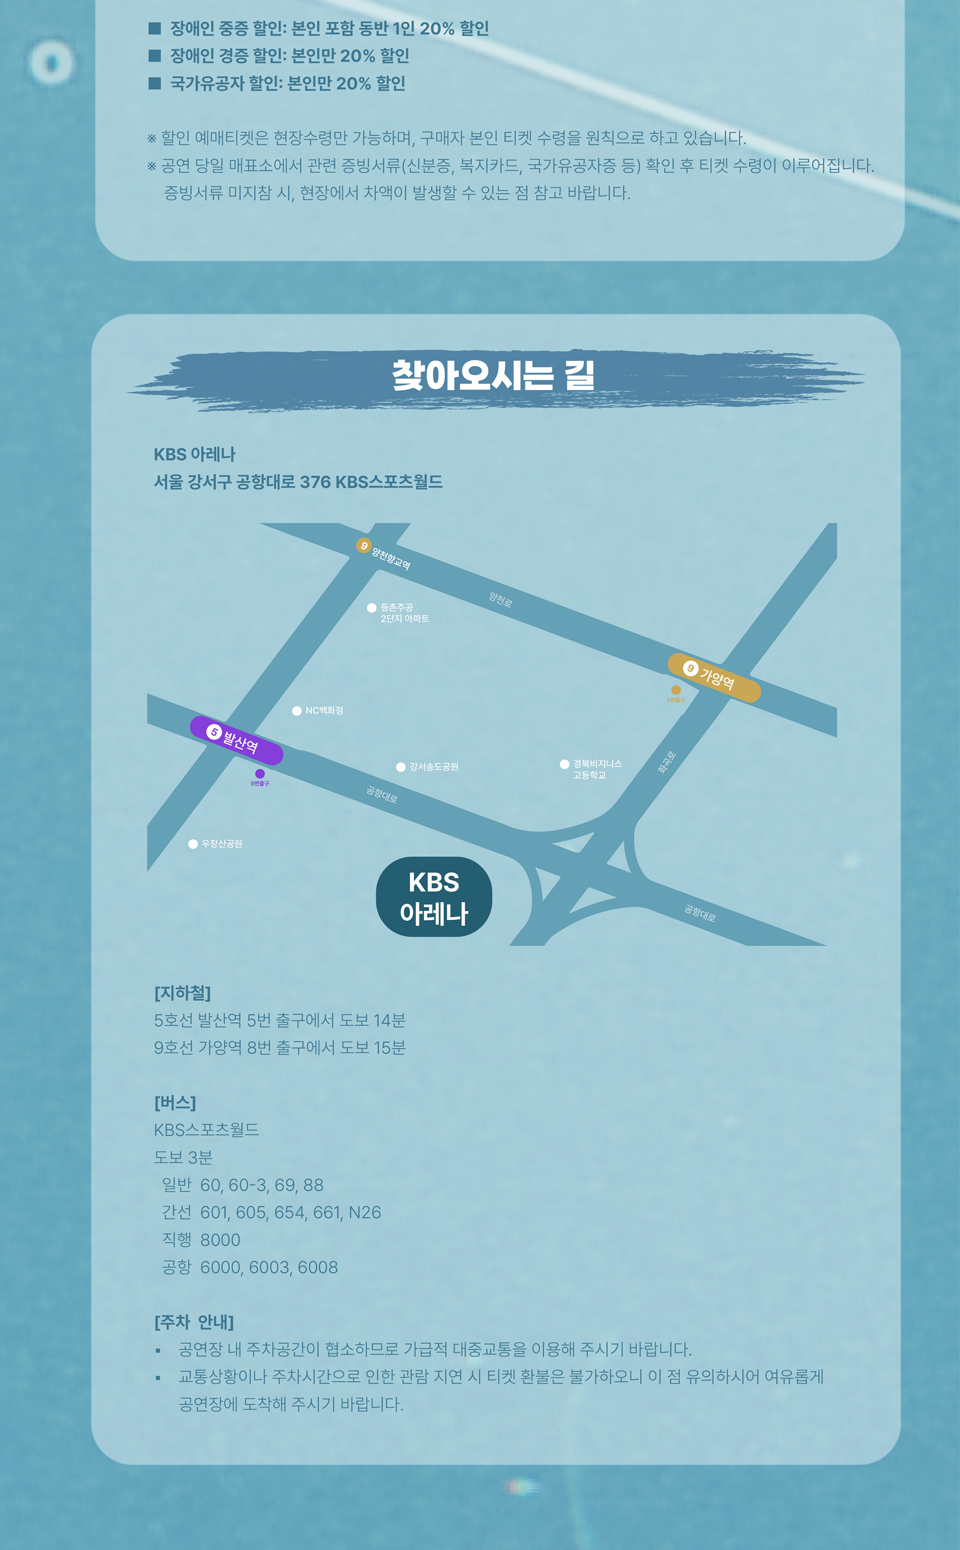 ■ 장애인 중증 할인: 본인 포함 동반 1인 20% 할인
■ 장애인 경증 할인: 본인만 20% 할인
■ 국가유공자 할인: 본인만 20% 할인
※ 할인 예매티켓은 현장수령만 가능하며, 구매자 본인 티켓 수령을 원칙으로 하고 있습니다.
※ 공연 당일 매표소에서 관련 증빙서류(신분증, 복지카드, 국가유공자증 등) 확인 후 티켓 수령이 이루어집니다.
증빙서류 미지참 시, 현장에서 차액이 발생할 수 있는 점 참고 바랍니다.
찾아오시는 길
KBS 아레나
서울 강서구 공항대로 376 KBS스포츠월드
9 양천향교역
등촌주공
2단지 아파트
양천로
9 가양역
NC백화점
5 발산역
강서송도공원
경복비지니스
고등학교
화곡로
공항대로
우장산공원
KBS
아레나
공항대로
[지하철]
5호선 발산역 5번 출구에서 도보 14분
9호선 가양역 8번 출구에서 도보 15분
[버스]
KBS스포츠월드
도보 3분
일반 60, 60-3, 69, 88
간선 601, 605, 654, 661, N26
직행 8000
공항 6000, 6003, 6008
[주차 안내]
▪ 공연장 내 주차공간이 협소하므로 가급적 대중교통을 이용해 주시기 바랍니다.
▪ 교통상황이나 주차시간으로 인한 관람 지연 시 티켓 환불은 불가하오니 이 점 유의하시어 여유롭게
공연장에 도착해 주시기 바랍니다.